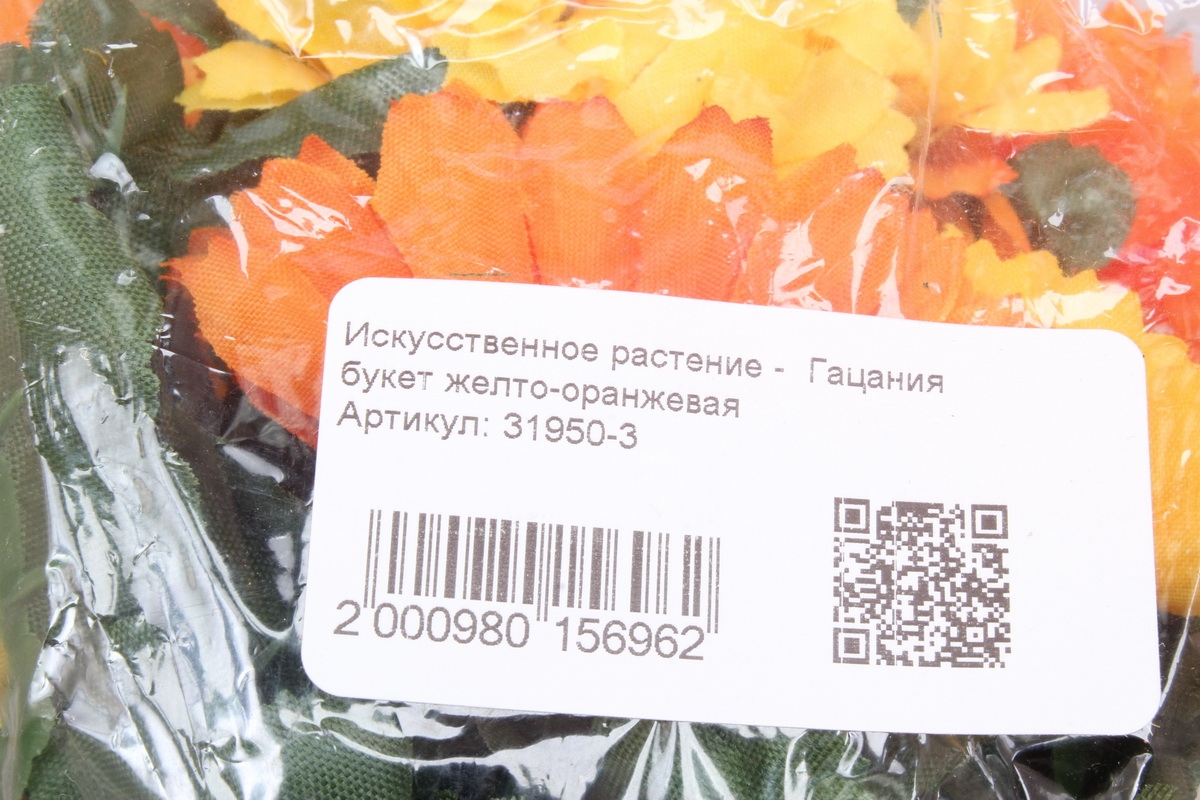 Искусственное растение - Гацания
букет желто-оранжевая
Артикул: 31950-3
2 000980 156962